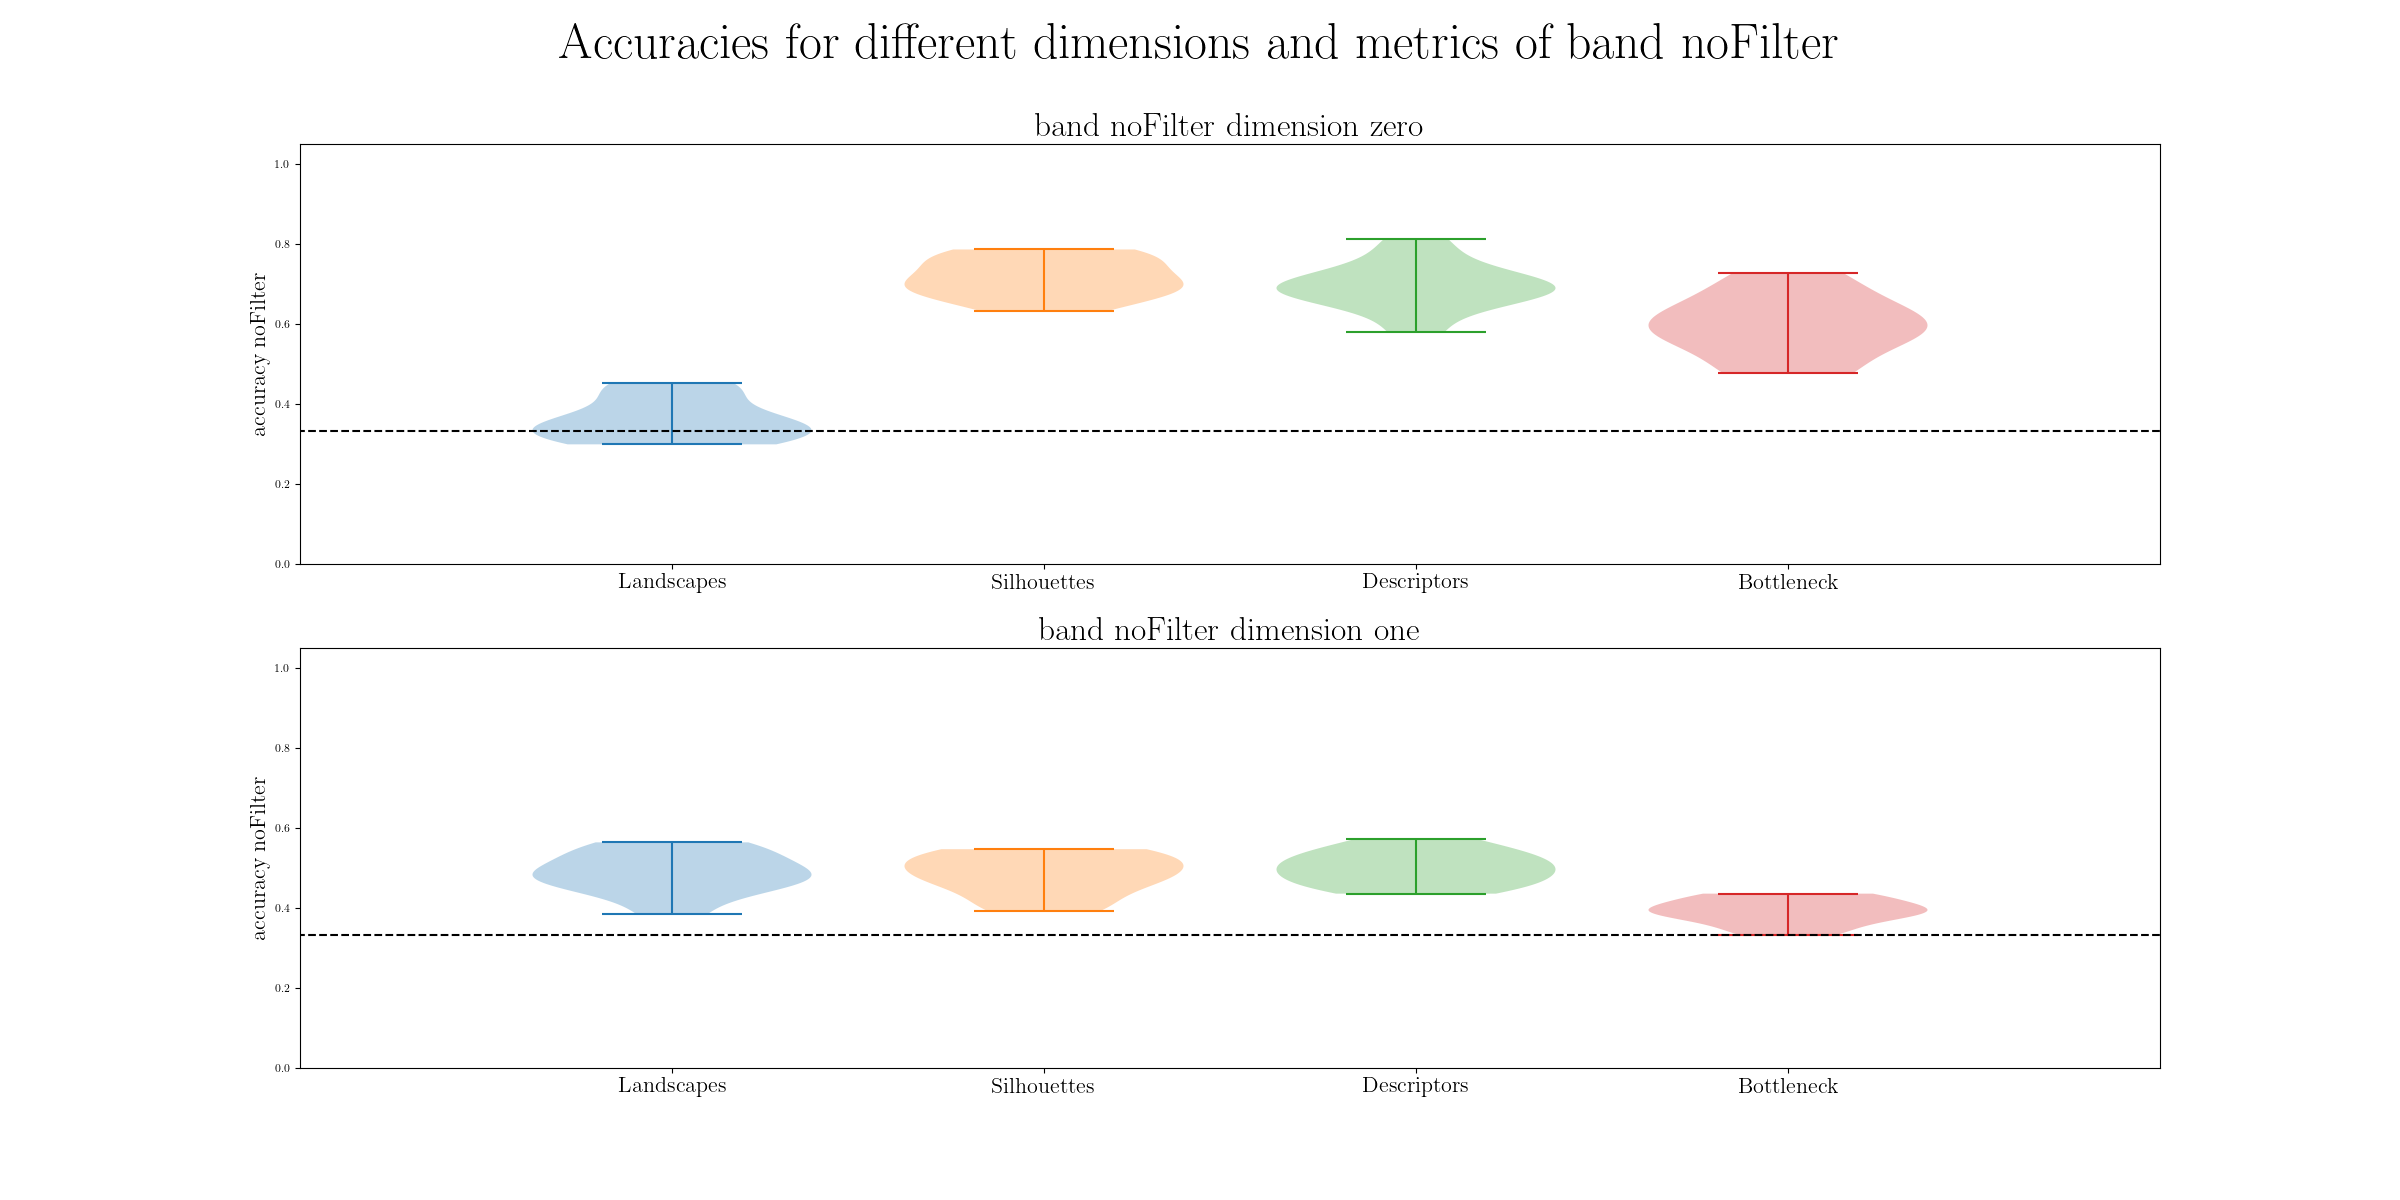 Accuracies for different dimensions and metrics of band noFilter
band noFilter dimension zero
accuracy noFilter
1.0
0.8
0.6
0.4
0.2
0.0
Landscapes Silhouettes Descriptors Bottleneck
band noFilter dimension one
accuracy noFilter
1.0
0.8
0.6
0.4
0.2
0.0
Landscapes Silhouettes Descriptors Bottleneck